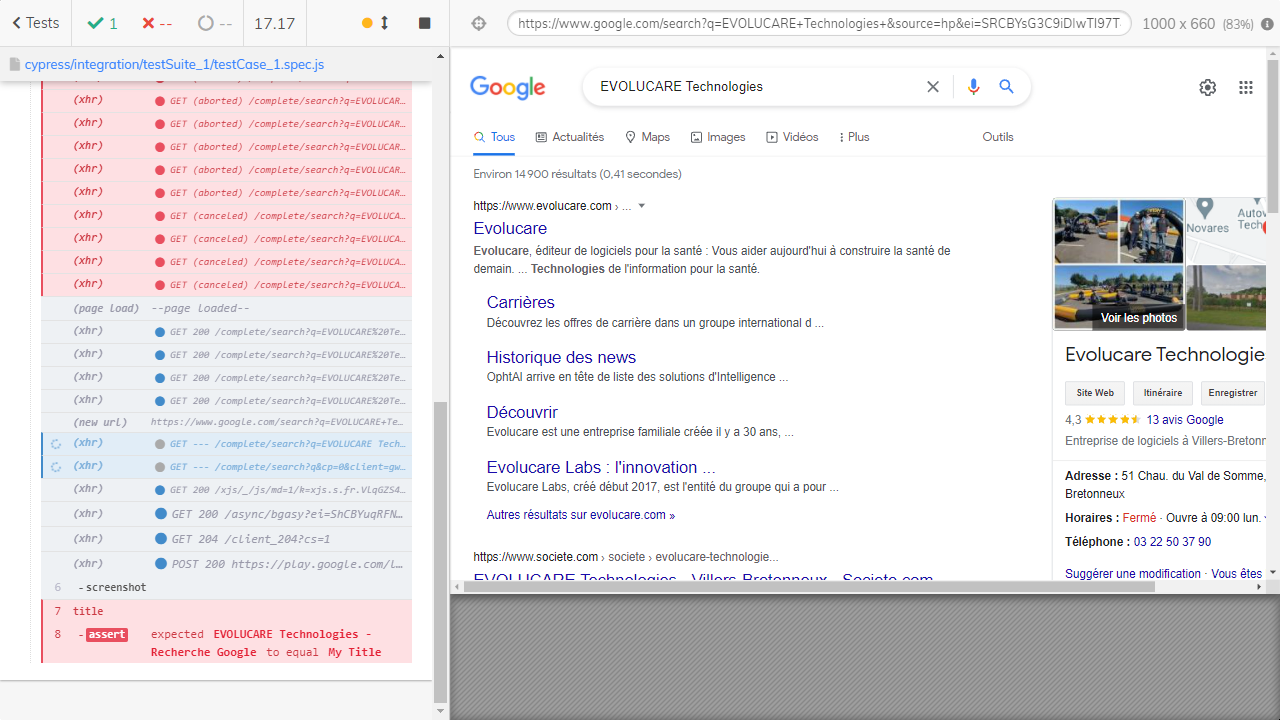 Tests
1
--
--
17.17
cypress/integration/testSuite_1/testCase_1.spec.js
(xhr) GET (aborted) /complete/search?q=EVOLUCAR…
(xhr) GET (aborted) /complete/search?q=EVOLUCAR…
(xhr) GET (aborted) /complete/search?q=EVOLUCAR…
(xhr) GET (aborted) /complete/search?q=EVOLUCAR…
(xhr) GET (aborted) /complete/search?q=EVOLUCAR…
(xhr) GET (canceled) /complete/search?q=EVOLUCA…
(xhr) GET (canceled) /complete/search?q=EVOLUCA…
(xhr) GET (canceled) /complete/search?q=EVOLUCA…
(xhr) GET (canceled) /complete/search?q=EVOLUCA…
(page load) --page loaded--
(xhr) GET 200 /complete/search?q=EVOLUCARE%20Te…
(xhr) GET 200 /complete/search?q=EVOLUCARE%20Te…
(xhr) GET 200 /complete/search?q=EVOLUCARE%20Te…
(xhr) GET 200 /complete/search?q=EVOLUCARE%20Te…
(new url) https://www.google.com/search?q=EVOLUCARE+Te…
(xhr) GET --- /complete/search?q=EVOLUCARE Tech…
(xhr) GET --- /complete/search?q&cp=0&client=gw…
(xhr) GET 200 /xjs/_/js/md=1/k=xjs.s.fr.VLqGZS4…
(xhr) GET 200 /async/bgasy?ei=ShCBYuqRFN…
(xhr) GET 204 /client_204?cs=1
(xhr) POST 200 https://play.google.com/l…
6 -screenshot
7 title
8 -assert expected EVOLUCARE Technologies -
Recherche Google to equal My Title
https://www.google.com/search?q=EVOLUCARE+Technologies+&source=hp&ei=SRCBYsG3C9iDlwTI97T
1000 x 660 (83%)
Google
EVOLUCARE Technologies
Tous Actualités Maps Images Vidéos Plus Outils
Environ 14 900 résultats (0,41 secondes)
https://www.evolucare.com › ...
Evolucare
Evolucare, éditeur de logiciels pour la santé : Vous aider aujourd'hui à construire la santé de
demain. ... Technologies de l'information pour la santé.
Carrières
Découvrez les offres de carrière dans un groupe international d ...
Historique des news
OphtAI arrive en tête de liste des solutions d'Intelligence ...
Découvrir
Evolucare est une entreprise familiale créée il y a 30 ans, ...
Evolucare Labs : l'innovation ...
Evolucare Labs, créé début 2017, est l'entité du groupe qui a pour ...
Autres résultats sur evolucare.com »
https://www.societe.com › societe › evolucare-technologie...
EVOLUCARE Technologies - Villers-Bretonneux - Societe.com
Novares
Autov
Tech
Voir les photos
Evolucare Technologie
Site Web Itinéraire Enregistrer
4,3 13 avis Google
Entreprise de logiciels à Villers-Bretonn
Adresse : 51 Chau. du Val de Somme,
Bretonneux
Horaires : Fermé · Ouvre à 09:00 lun.
Téléphone : 03 22 50 37 90
Suggérer une modification · Vous êtes